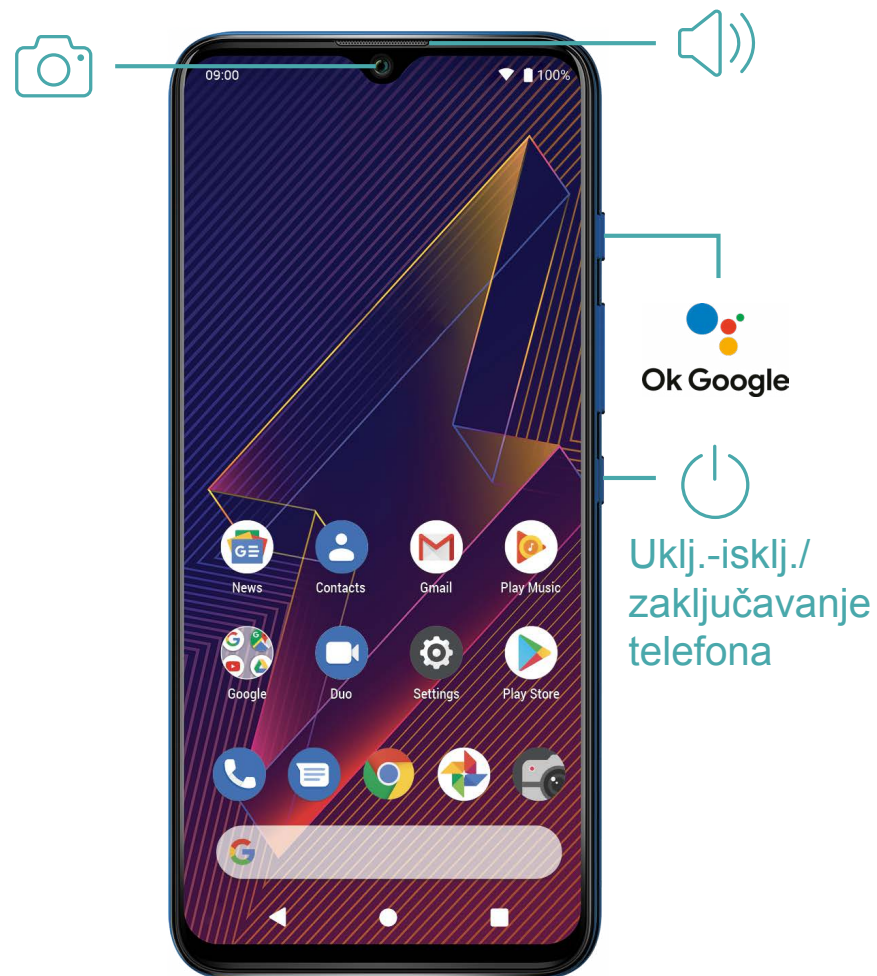 09:00
100%
Ok Google
Uklj.-isklj./
zaključavanje
telefona
GE
News
Contacts
Gmail
Play Music
Google
Duo
Settings
Play Store